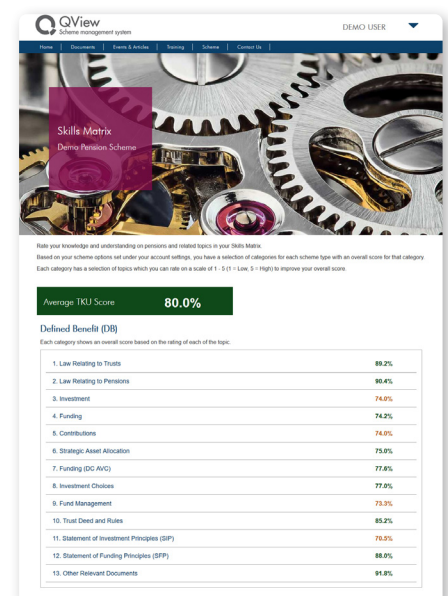 QView
Scheme management system
DEMO USER
Home | Documents | Events & Articles | Training | Scheme | Contact Us |
Skills Matrix
Demo Pension Scheme
Rate your knowledge and understanding on pensions and related topics in your Skills Matrix.
Based on your scheme options set under your account settings, you have a selection of categories for each scheme type with an overall score for that category.
Each category has a selection of topics which you can rate on a scale of 1 - 5 (1 = Low, 5 = High) to improve your overall score.
Average TKU Score 80.0%
Defined Benefit (DB)
Each category shows an overall score based on the rating of each of the topic.
1. Law Relating to Trusts 89.2%
2. Law Relating to Pensions 90.4%
3. Investment 74.0%
4. Funding 74.2%
5. Contributions 74.0%
6. Strategic Asset Allocation 75.0%
7. Funding (DC AVC) 77.6%
8. Investment Choices 77.0%
9. Fund Management 73.3%
10. Trust Deed and Rules 85.2%
11. Statement of Investment Principles (SIP) 70.5%
12. Statement of Funding Principles (SFP) 88.0%
13. Other Relevant Documents 91.8%